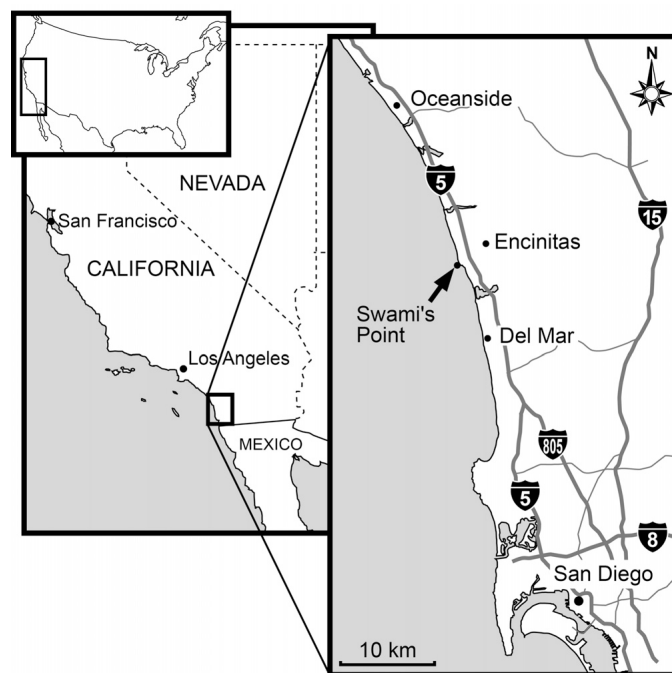 NEVADA
San Francisco
CALIFORNIA
Los Angeles
MEXICO
N
Oceanside
5
15
Encinitas
Swami's
Point
Del Mar
805
5
8
San Diego
10 km